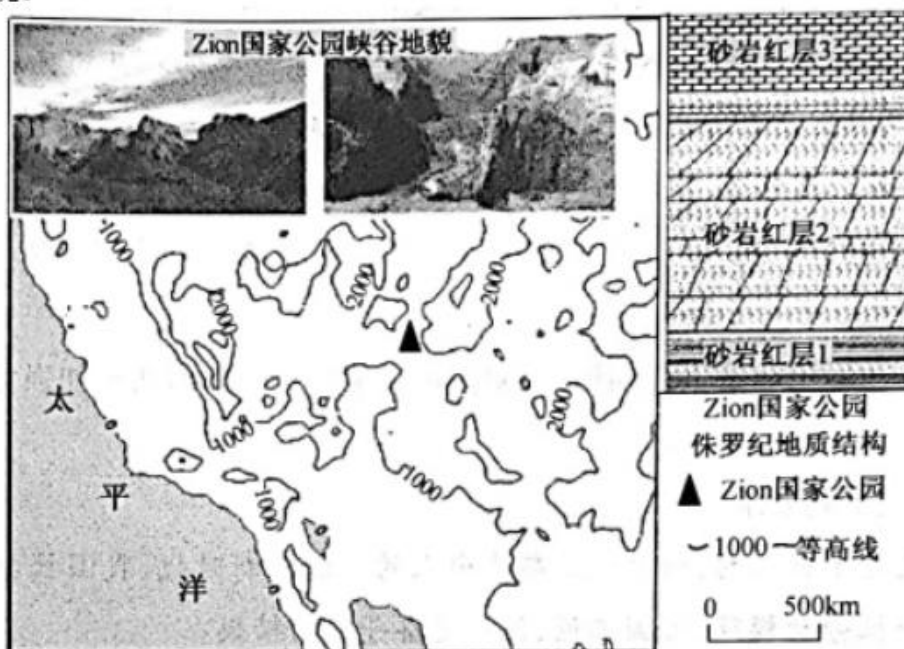 Zion国家公园峡谷地貌
砂岩红层3
砂岩红层2
砂岩红层1
1000
2000
2000
2000
2000
1000
1000
1000
太
平
洋
Zion国家公园
侏罗纪地质结构
▲ Zion国家公园
1000 等高线
0 500km